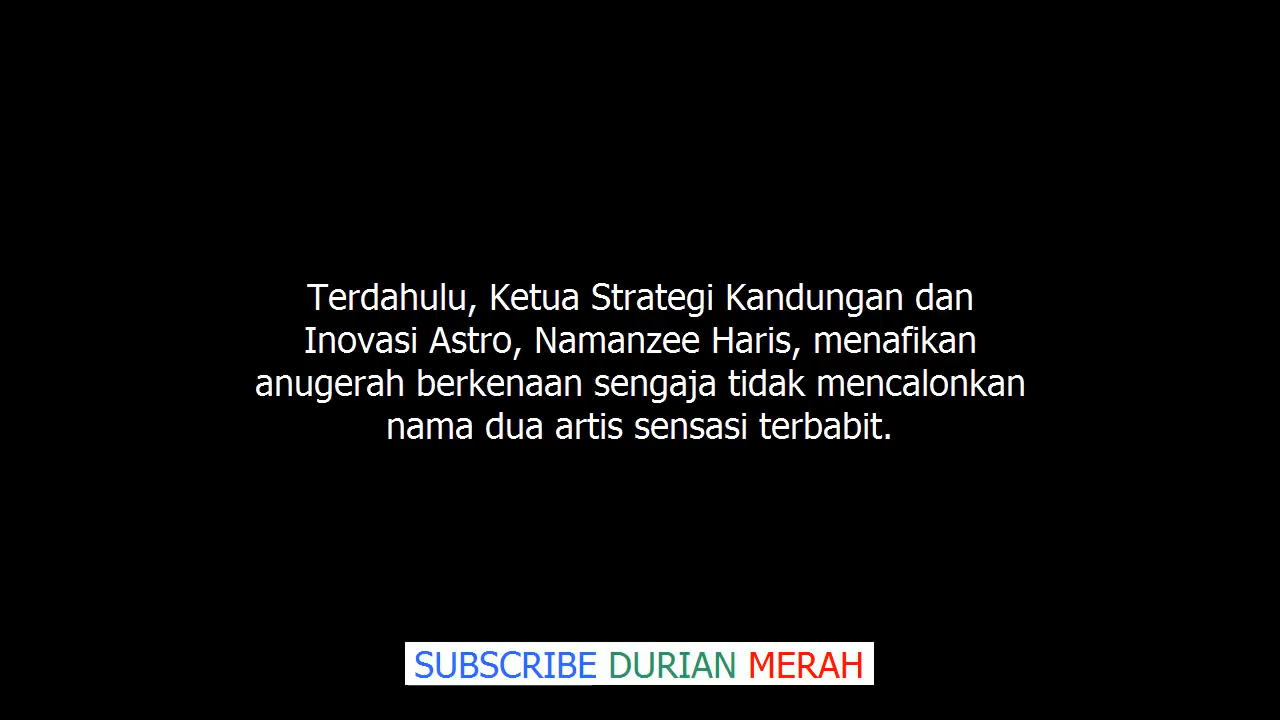 Terdahulu, Ketua Strategi Kandungan dan
Inovasi Astro, Namanzee Haris, menafikan
anugerah berkenaan sengaja tidak mencalonkan
nama dua artis sensasi terbabit.
SUBSCRIBE DURIAN MERAH